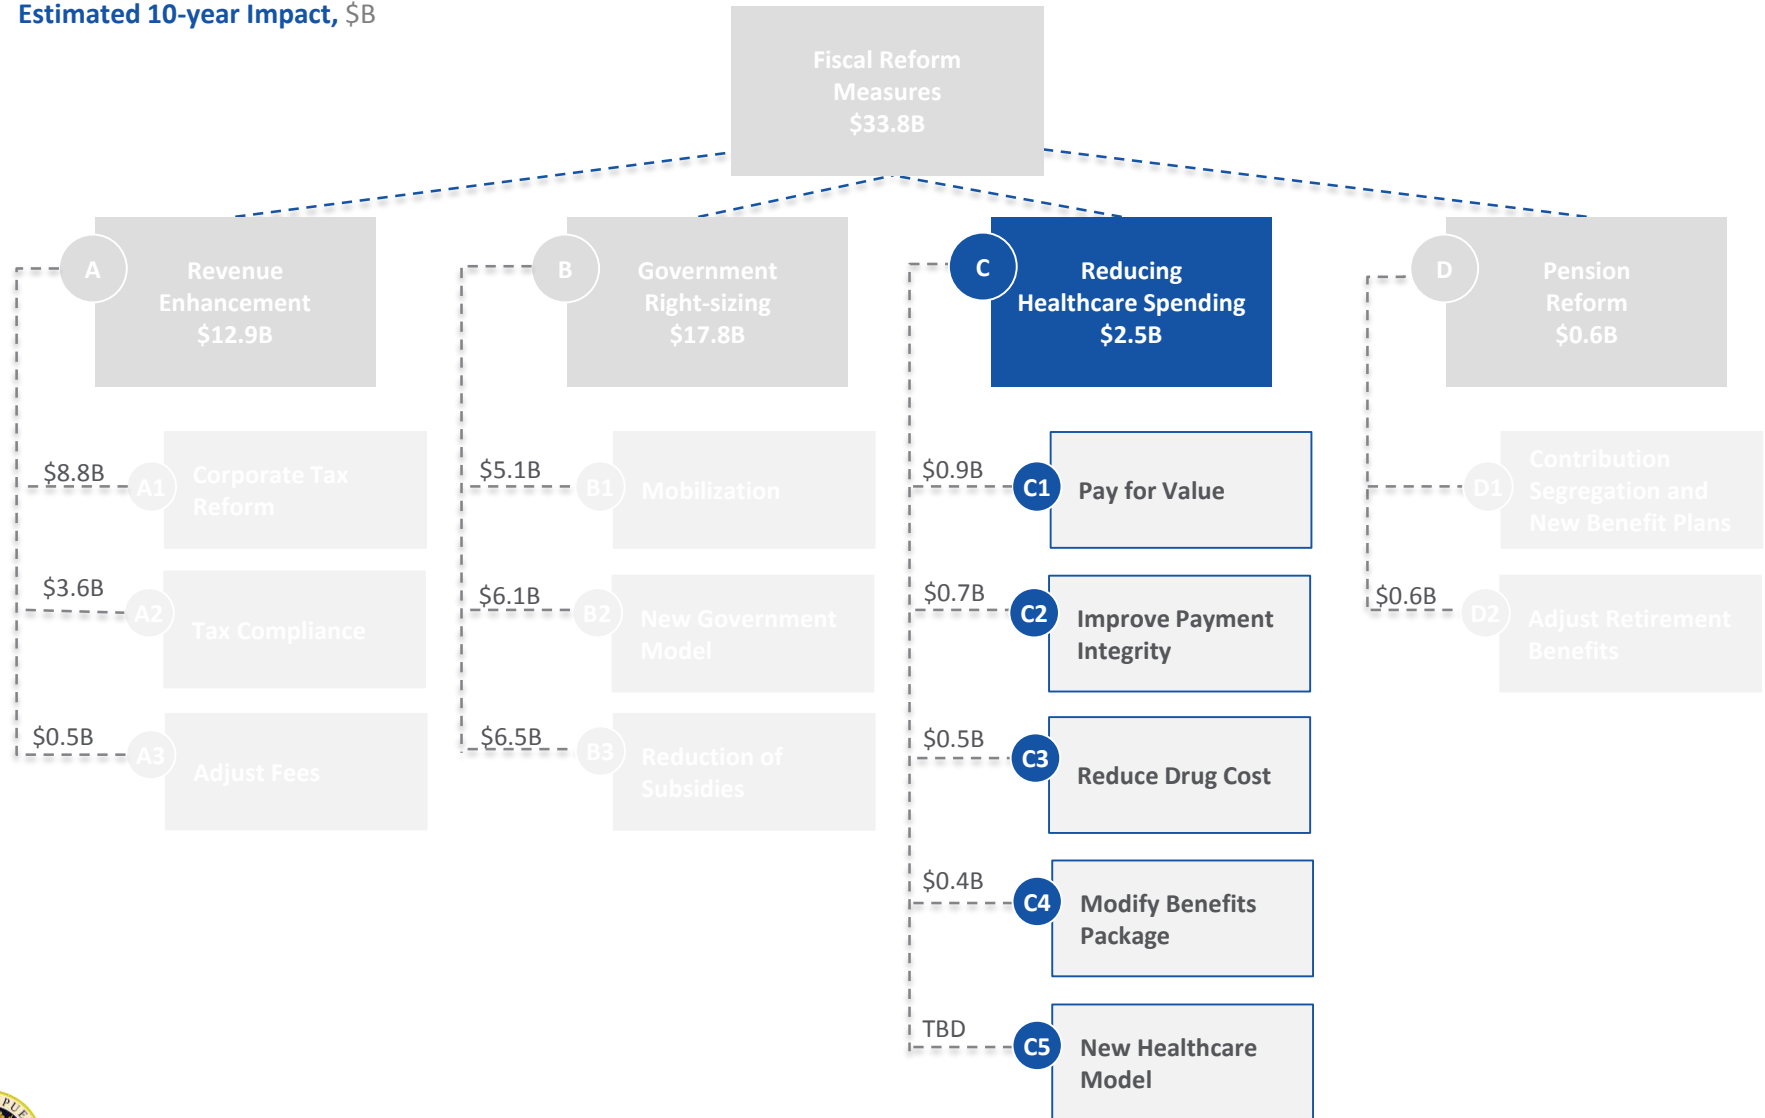 Estimated 10-year Impact, $B
Fiscal Reform
Measures
$33.8B
A
Revenue
Enhancement
$12.9B
$8.8B
A1
Corporate Tax
Reform
$3.6B
A2
Tax Compliance
$0.5B
A3
Adjust Fees
B
Government
Right-sizing
$17.8B
$5.1B
B1
Mobilization
$6.1B
B2
New Government
Model
$6.5B
B3
Reduction of
Subsidies
C
Reducing
Healthcare Spending
$2.5B
$0.9B
C1
Pay for Value
$0.7B
C2
Improve Payment
Integrity
$0.5B
C3
Reduce Drug Cost
$0.4B
C4
Modify Benefits
Package
TBD
C5
New Healthcare
Model
D
Pension
Reform
$0.6B
D1
Contribution
Segregation and
New Benefit Plans
$0.6B
D2
Adjust Retirement
Benefits